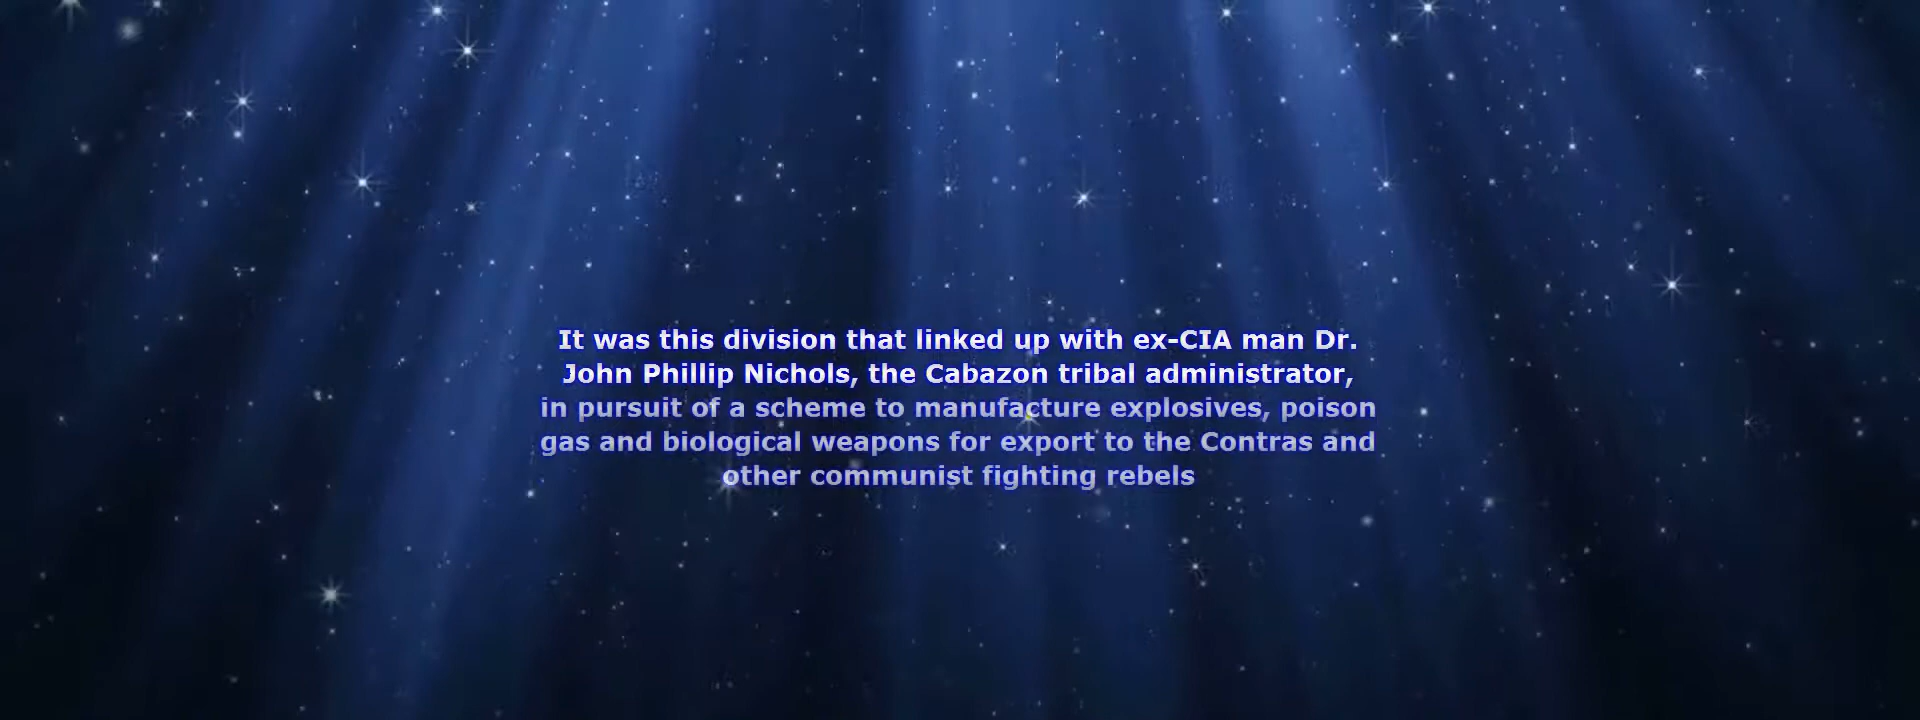 It was this division that linked up with ex-CIA man Dr.
John Phillip Nichols, the Cabazon tribal administrator,
in pursuit of a scheme to manufacture explosives, poison
gas and biological weapons for export to the Contras and
other communist fighting rebels